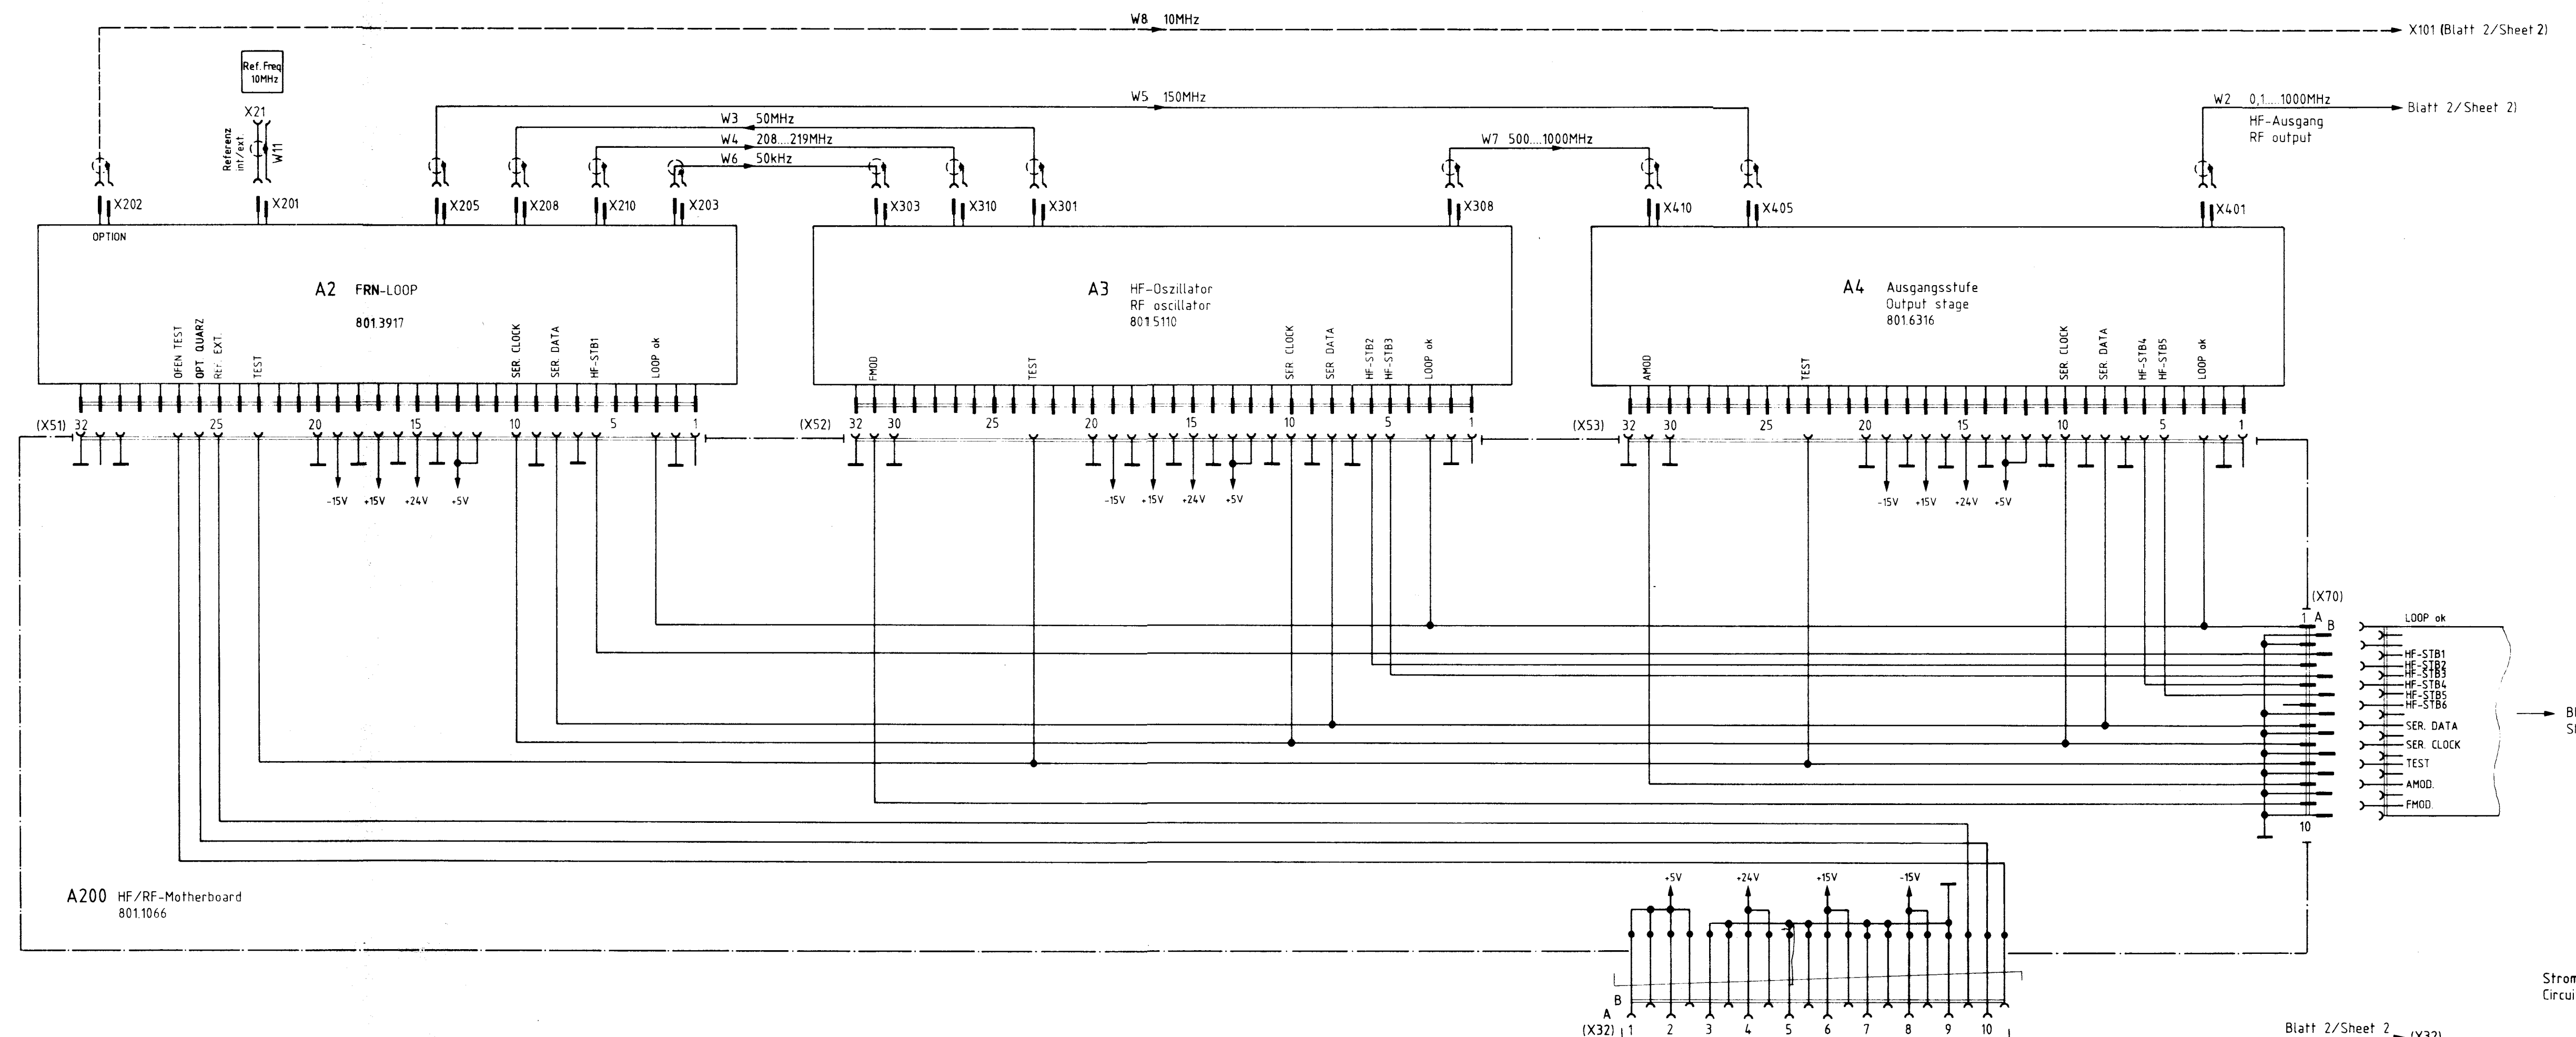 W8 10MHz
X101 (Blatt 2/Sheet 2)
Ref. Freq
10MHz
X21
Referenz
int/ext.
W11
W5 150MHz
W3 50MHz
W4 208....219MHz
W6 50kHz
W7 500....1000MHz
W2 0,1....1000MHz
HF-Ausgang
RF output
Blatt 2/Sheet 2)
X202
X201
X205
X208
X210
X203
X303
X310
X301
X308
X410
X405
X401
OPTION
A2 FRN-LOOP
801.3917
A3 HF-Oszillator
RF oscillator
801.5110
A4 Ausgangsstufe
Output stage
801.6316
OFEN TEST
OPT. QUARZ
REF. EXT.
TEST
SER. CLOCK
SER. DATA
HF-STB1
LOOP ok
FMOD
TEST
SER. CLOCK
SER. DATA
HF-STB2
HF-STB3
LOOP ok
AMOD
TEST
SER. CLOCK
SER. DATA
HF-STB4
HF-STB5
LOOP ok
(X51) 32 25 20 15 10 5 1
(X52) 32 30 25 20 15 10 5 1
(X53) 32 30 25 20 15 10 5 1
-15V +15V +24V +5V
-15V +15V +24V +5V
-15V +15V +24V +5V
(X70)
1 A B
LOOP ok
HF-STB1
HF-STB2
HF-STB3
HF-STB4
HF-STB5
HF-STB6
SER. DATA
SER. CLOCK
TEST
AMOD.
FMOD.
10
A200 HF/RF-Motherboard
801.1066
+5V +24V +15V -15V
B
A
(X32) 1 2 3 4 5 6 7 8 9 10
Strom
Circui
Blatt 2/Sheet 2
(X32)